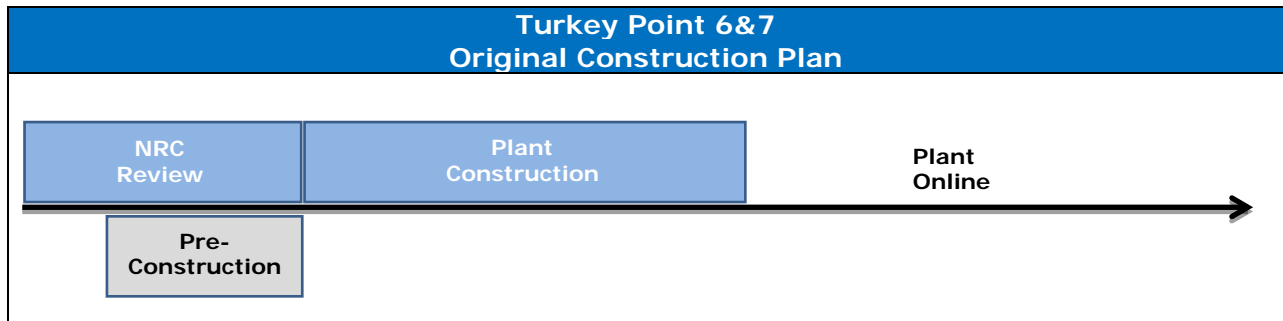 Turkey Point 6&7
Original Construction Plan
NRC
Review
Plant
Construction
Plant
Online
Pre-
Construction